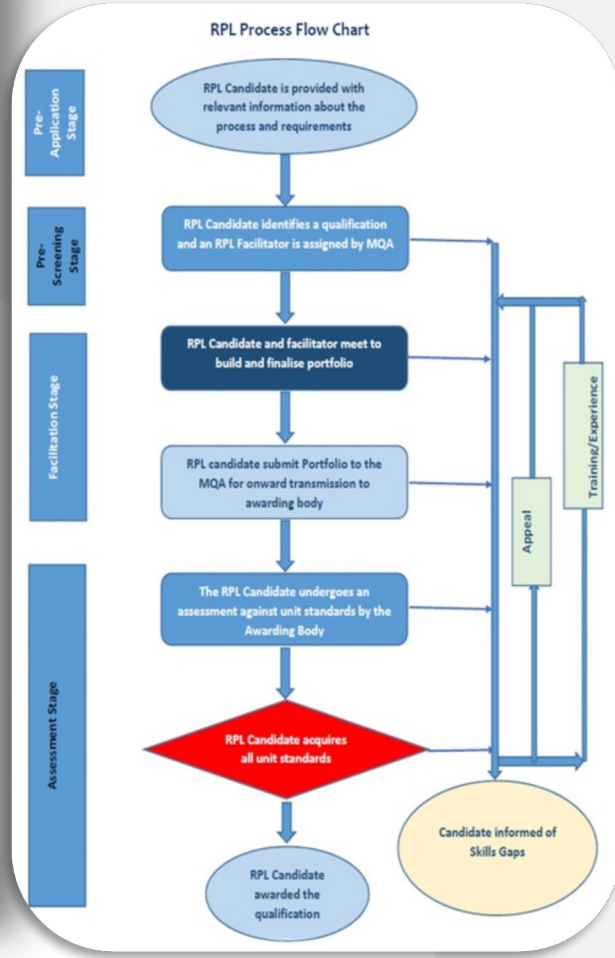 RPL Process Flow Chart
Pre-
Application
Stage
RPL Candidate is provided with
relevant information about the
process and requirements
Pre-
Screening
Stage
RPL Candidate identifies a qualification
and an RPL Facilitator is assigned by MQA
Facilitation Stage
RPL Candidate and facilitator meet to
build and finalise portfolio
RPL candidate submit Portfolio to the
MQA for onward transmission to
awarding body
Training/Experience
Appeal
Assessment Stage
The RPL Candidate undergoes an
assessment against unit standards by the
Awarding Body
RPL Candidate acquires
all unit standards
Candidate informed of
Skills Gaps
RPL Candidate
awarded the
qualification